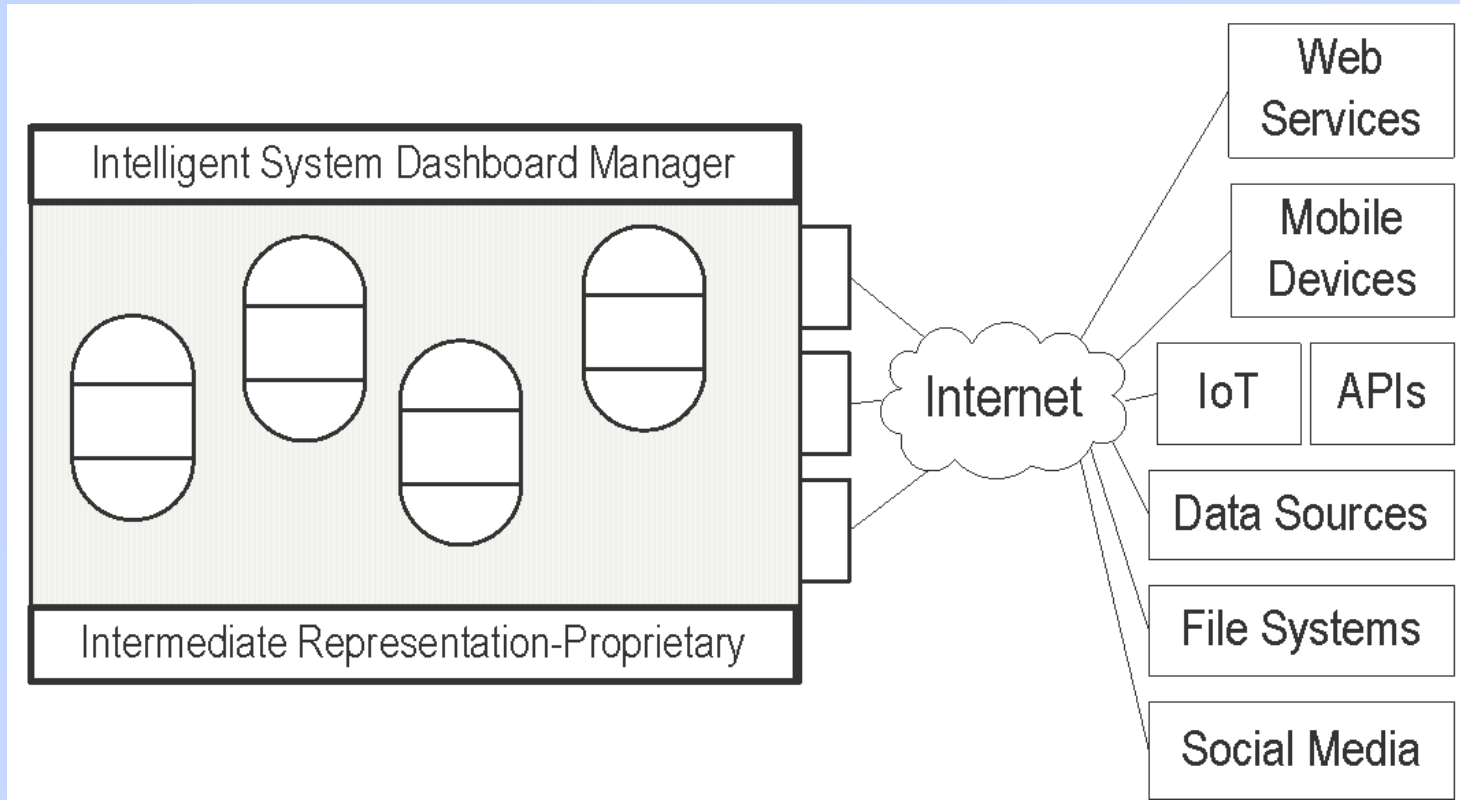 Intelligent System Dashboard Manager
Intermediate Representation-Proprietary
Internet
Web
Services
Mobile
Devices
IoT
APIs
Data Sources
File Systems
Social Media